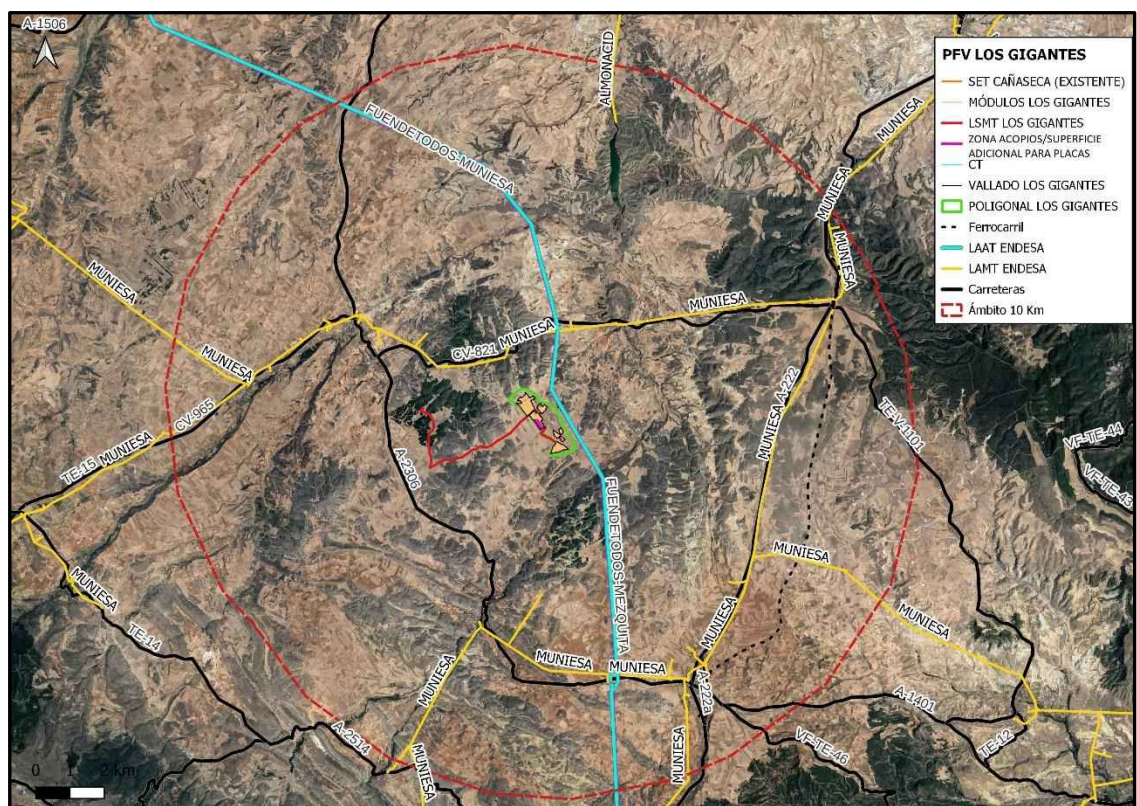 A-1506
ALMONACID
PFV LOS GIGANTES
SET CAÑASECA (EXISTENTE)
MÓDULOS LOS GIGANTES
LSMT LOS GIGANTES
ZONA ACOPIOS/SUPERFICIE
ADICIONAL PARA PLACAS
CT
VALLADO LOS GIGANTES
POLIGONAL LOS GIGANTES
Ferrocarril
LAAT ENDESA
LAMT ENDESA
Carreteras
Ámbito 10 Km
FUENDETODOS-MUNIESA
MUNIESA
MUNIESA
MUNIESA
MUNIESA
MUNIESA
MUNIESA
MUNIESA
CV-821
CV-965
MUNIESA
TE-15
A-2306
MUNIESA
A-222
TE-V-1101
VF-TE-44
VF-TE-43
FUENDETODOS-MEZQUITA
MUNIESA
MUNIESA
MUNIESA
TE-14
MUNIESA
MUNIESA
MUNIESA
MUNIESA
A-222a
A-1401
TE-12
VF-TE-46
A-2514
MUNIESA
MUNIESA
0 1 2 km